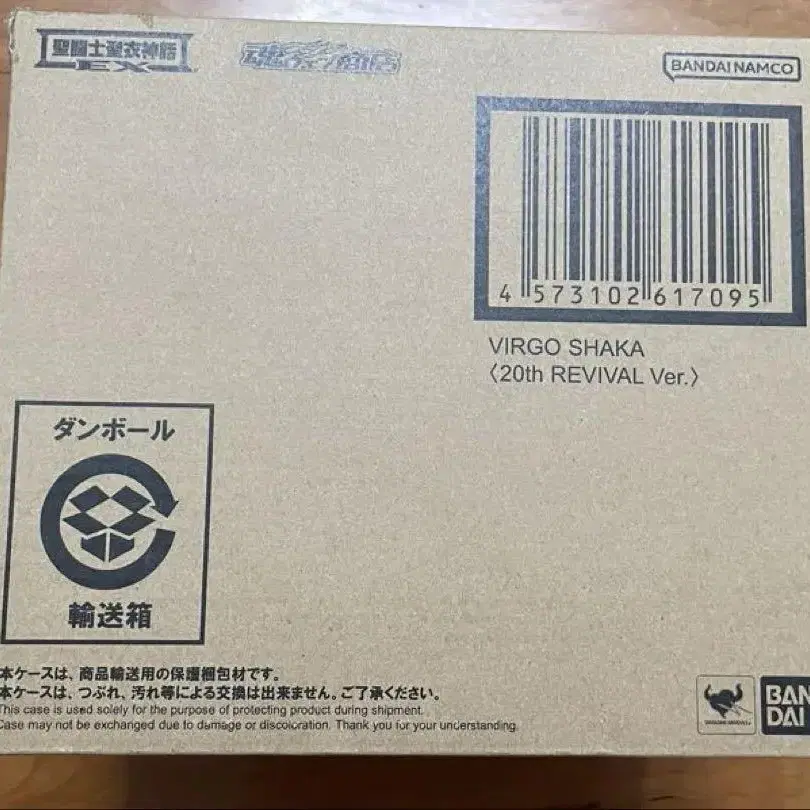 聖闘士聖衣神話
EX
魂ウェブ商店
BANDAI NAMCO
4 573102 617095
VIRGO SHAKA
〈20th REVIVAL Ver.〉
ダンボール
輸送箱
本ケースは、商品輸送用の保護梱包材です。
本ケースは、つぶれ、汚れ等による交換は出来ません。ご了承ください。
This case is used solely for the purpose of protecting product during shipment.
Case may not be exchanged due to damage or discoloration. Thank you for your understanding.
BAN
DAI